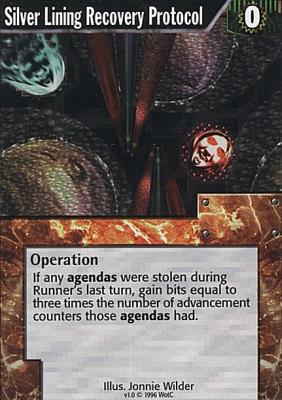 Silver Lining Recovery Protocol
0
Operation
If any agendas were stolen during
Runner's last turn, gain bits equal to
three times the number of advancement
counters those agendas had.
Illus. Jonnie Wilder
v1.0 © 1996 WotC